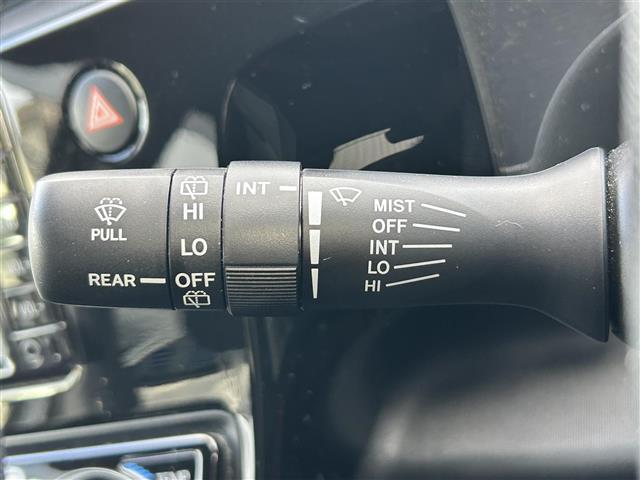 PULL
REAR
HI
LO
OFF
INT
MIST
OFF
INT
LO
HI